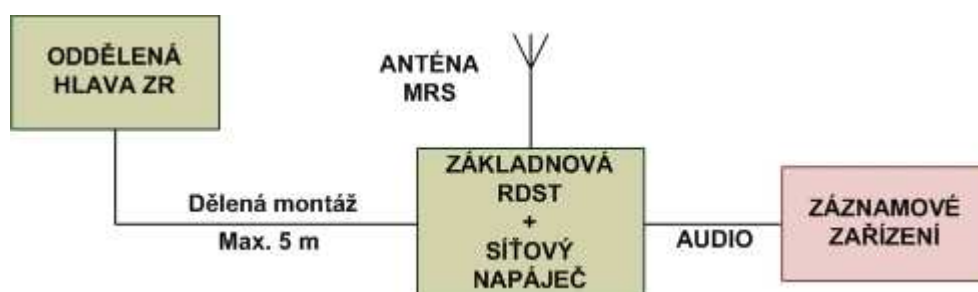 ODDĚLENÁ
HLAVA ZR
ANTÉNA
MRS
Dělená montáž
Max. 5 m
ZÁKLADNOVÁ
RDST
+
SÍŤOVÝ
NAPÁJEČ
AUDIO
ZÁZNAMOVÉ
ZAŘÍZENÍ